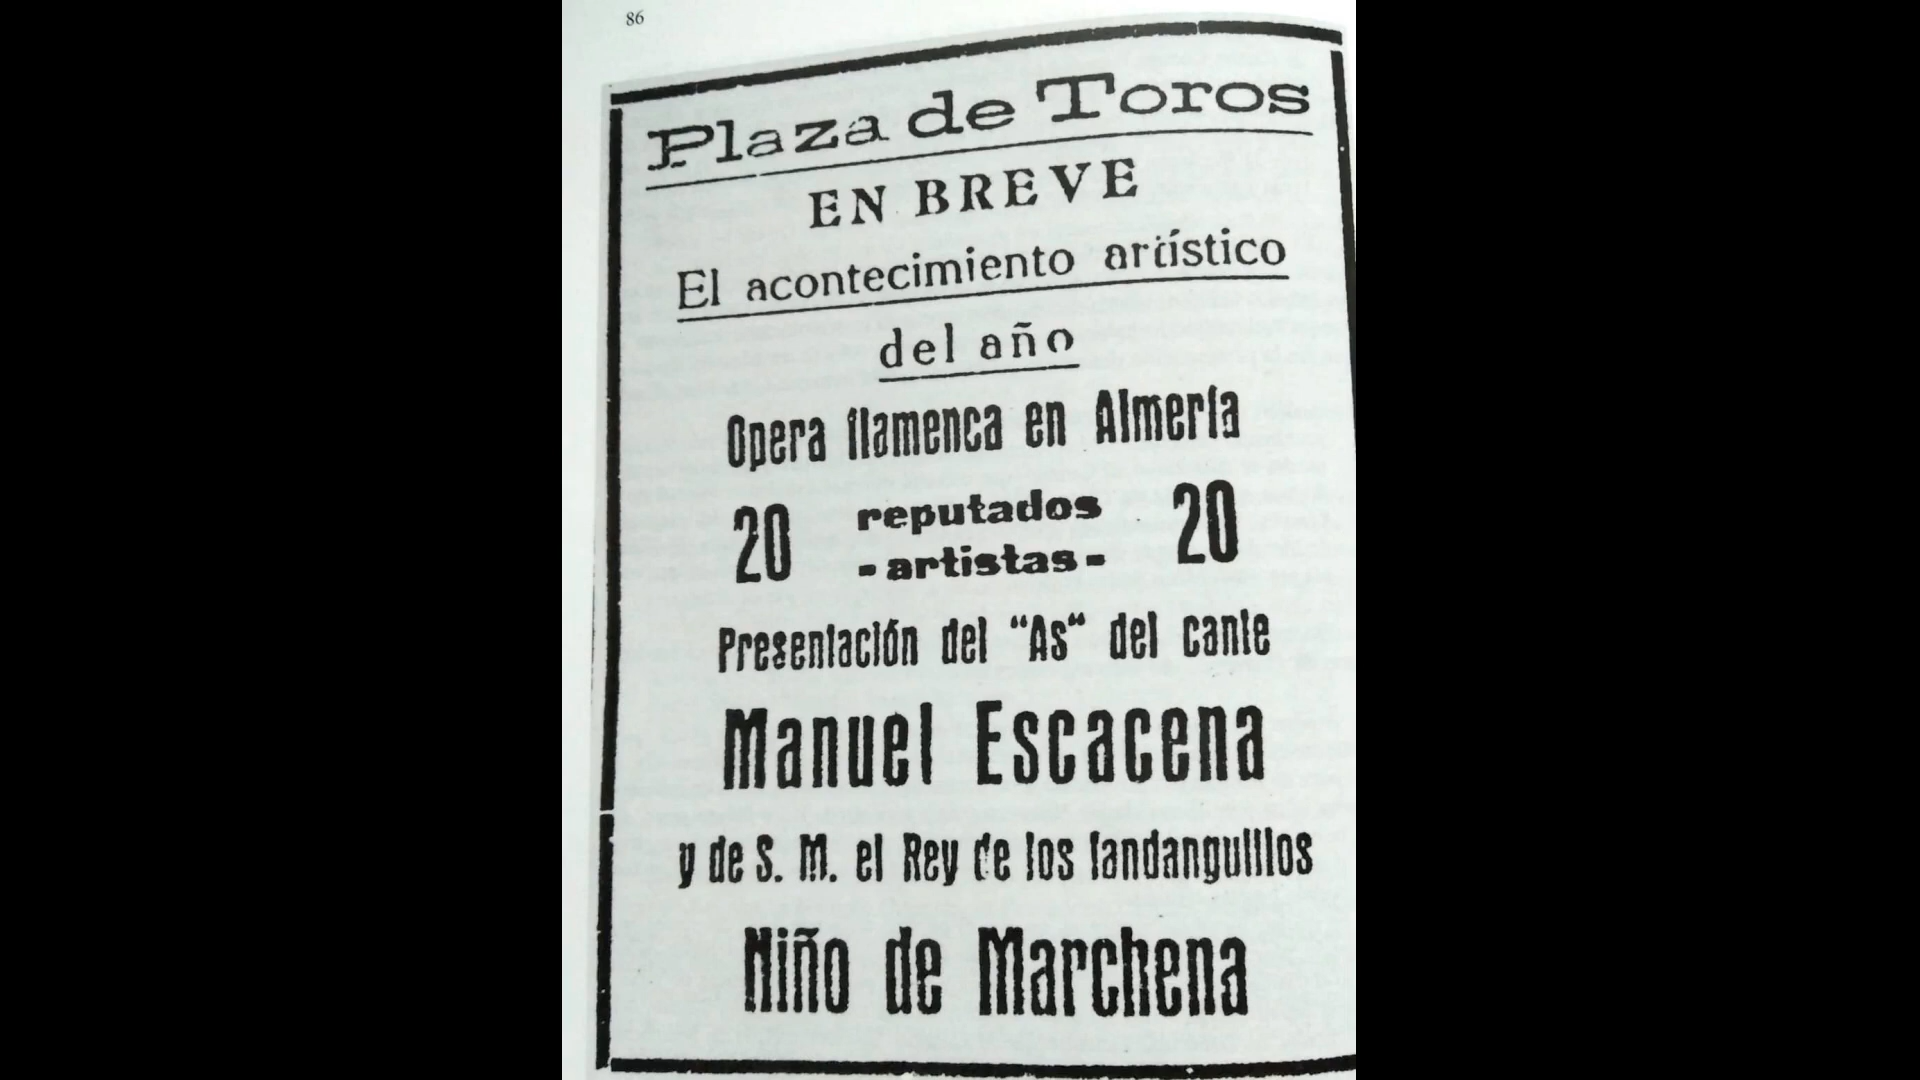 86
Plaza de Toros
EN BREVE
El acontecimiento artístico
del año
Opera flamenca en Almería
20 reputados 20
- artistas -
Presentación del "As" del cante
Manuel Escacena
y de S. M. el Rey de los fandanguillos
Niño de Marchena